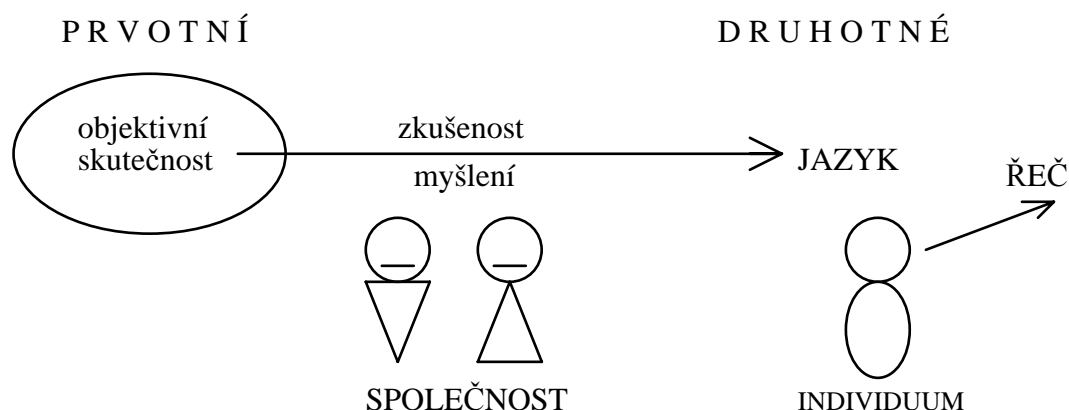 P R V O T N Í
D R U H O T N É
objektivní
skutečnost
zkušenost
myšlení
JAZYK
ŘEČ
SPOLEČNOST
INDIVIDUUM